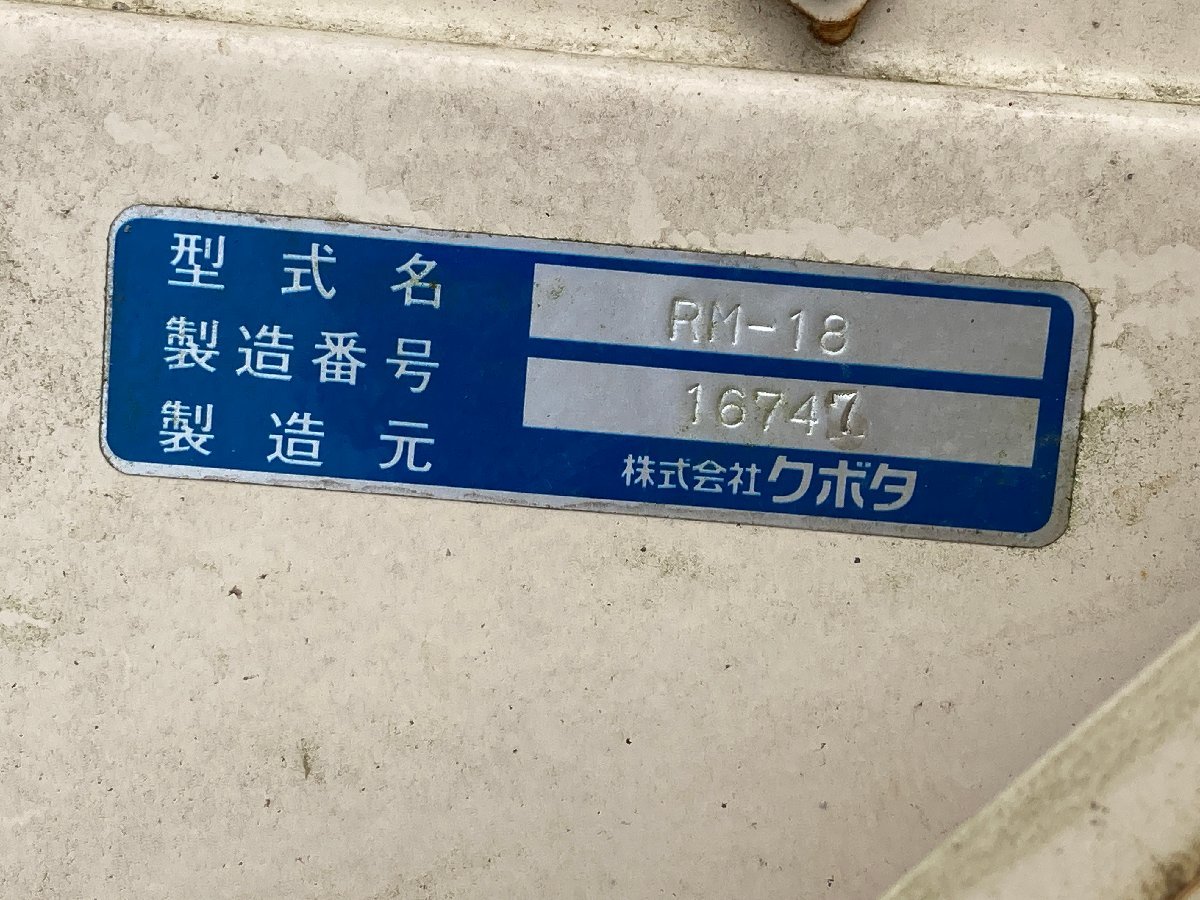 型式名 RM-18
製造番号 16747
製造元 株式会社クボタ